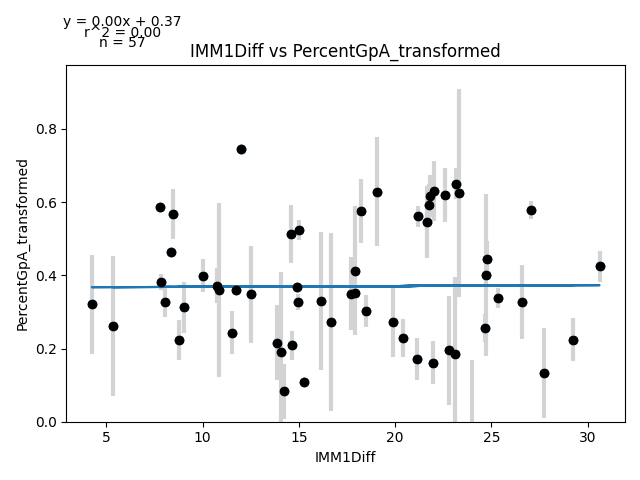 y = 0.00x + 0.37
r^2 = 0.00
n = 57
IMM1Diff vs PercentGpA_transformed
PercentGpA_transformed
0.8
0.6
0.4
0.2
0.0
5 10 15 20 25 30
IMM1Diff